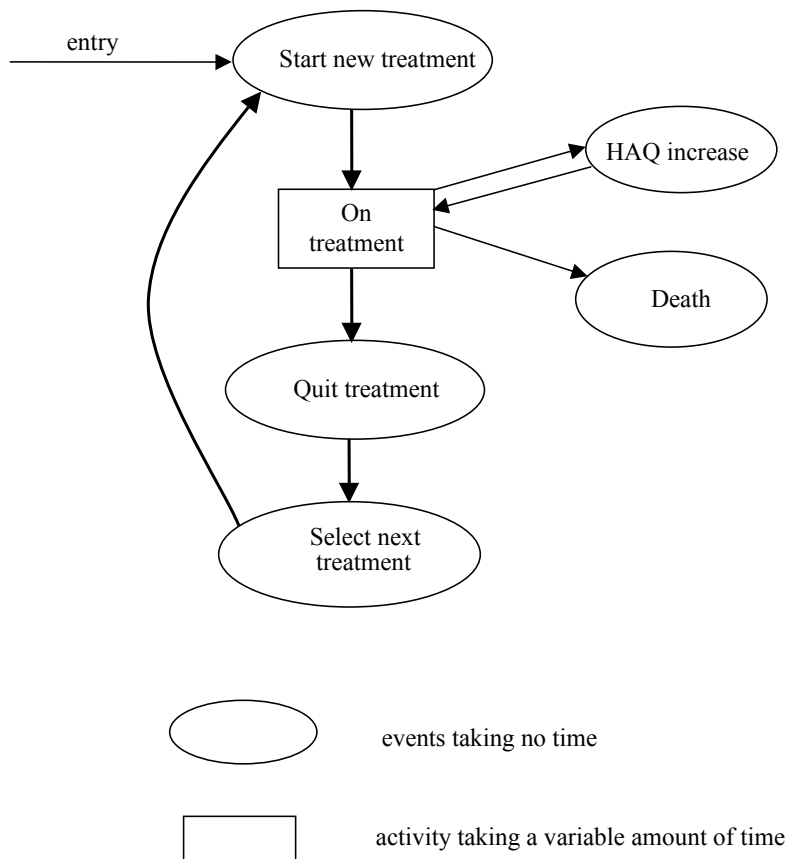 entry
Start new treatment
HAQ increase
On
treatment
Death
Quit treatment
Select next
treatment
events taking no time
activity taking a variable amount of time